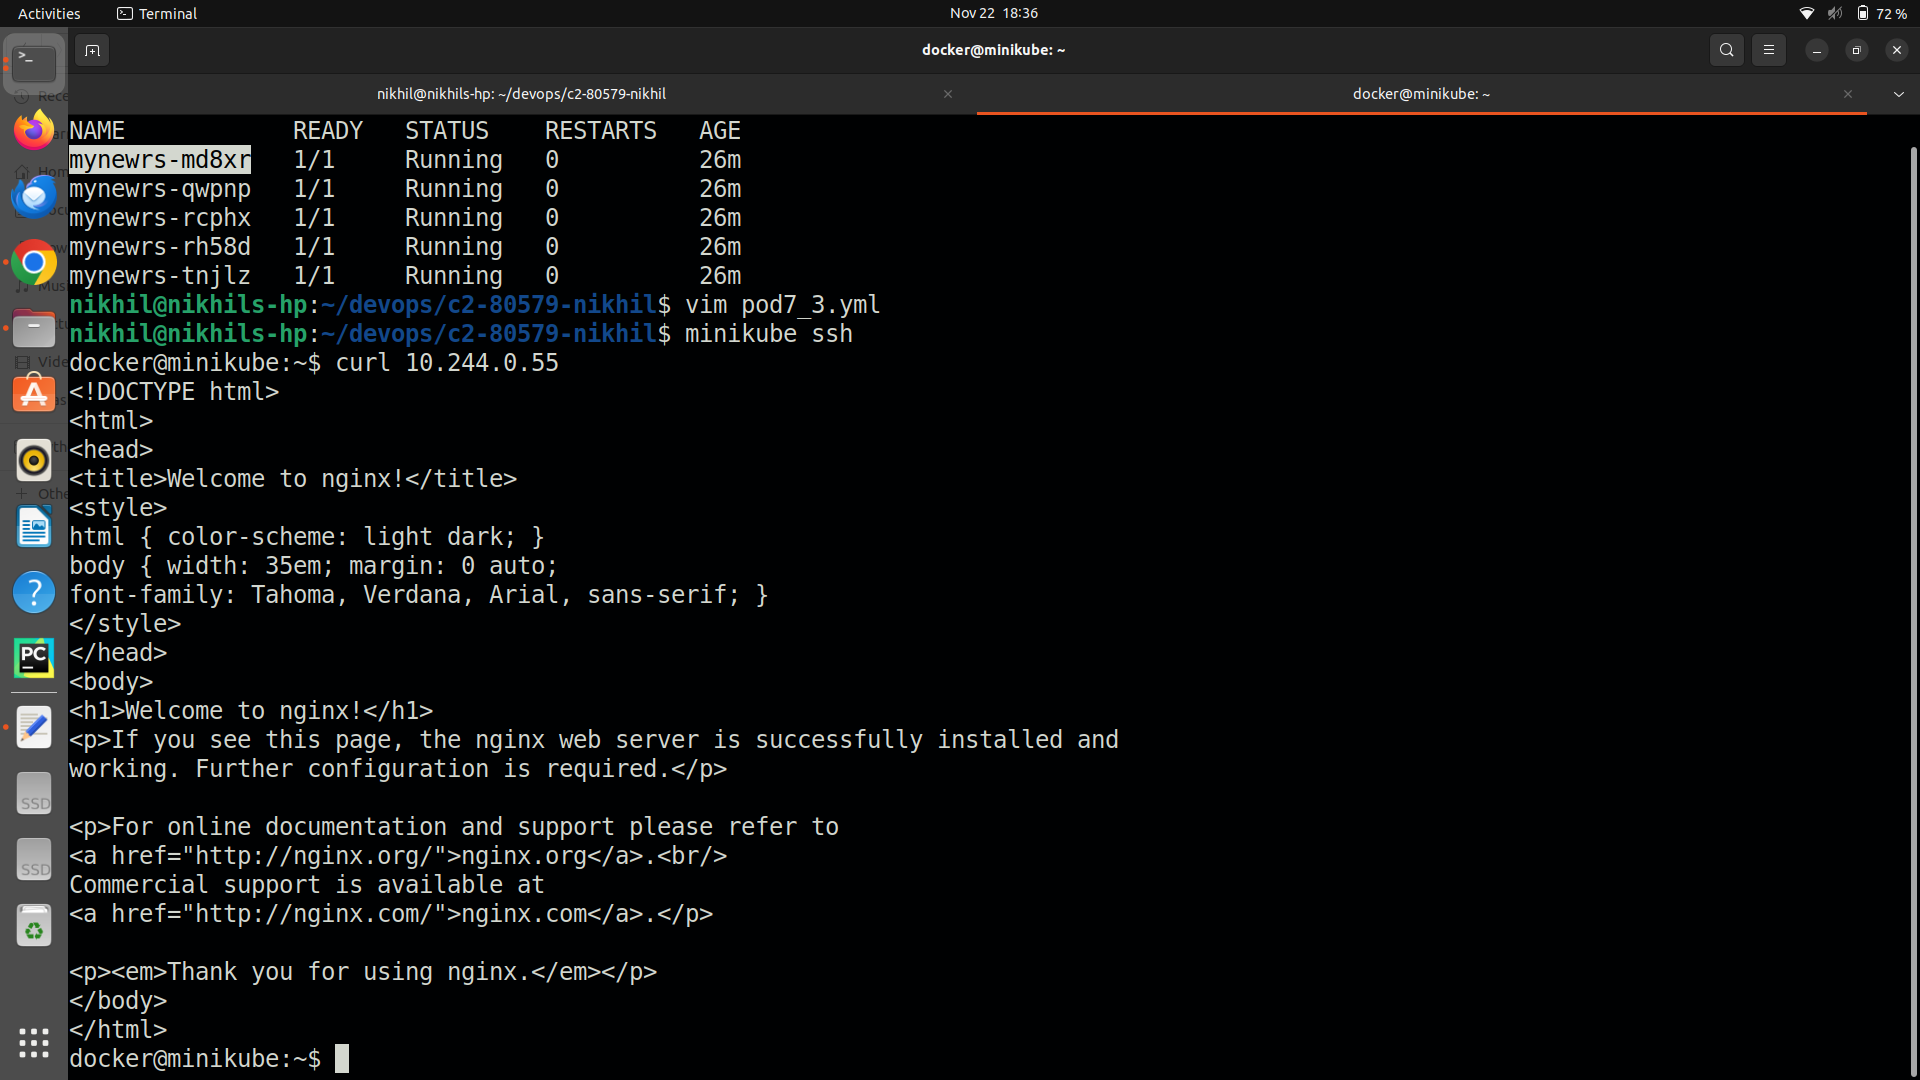 Activities Terminal Nov 22 18:36 72 %
docker@minikube: ~
nikhil@nikhils-hp: ~/devops/c2-80579-nikhil docker@minikube: ~
NAME READY STATUS RESTARTS AGE
mynewrs-md8xr 1/1 Running 0 26m
mynewrs-qwpnp 1/1 Running 0 26m
mynewrs-rcphx 1/1 Running 0 26m
mynewrs-rh58d 1/1 Running 0 26m
mynewrs-tnjlz 1/1 Running 0 26m
nikhil@nikhils-hp:~/devops/c2-80579-nikhil$ vim pod7_3.yml
nikhil@nikhils-hp:~/devops/c2-80579-nikhil$ minikube ssh
docker@minikube:~$ curl 10.244.0.55
<!DOCTYPE html>
<html>
<head>
<title>Welcome to nginx!</title>
<style>
html { color-scheme: light dark; }
body { width: 35em; margin: 0 auto;
font-family: Tahoma, Verdana, Arial, sans-serif; }
</style>
</head>
<body>
<h1>Welcome to nginx!</h1>
<p>If you see this page, the nginx web server is successfully installed and
working. Further configuration is required.</p>
<p>For online documentation and support please refer to
<a href="http://nginx.org/">nginx.org</a>.<br/>
Commercial support is available at
<a href="http://nginx.com/">nginx.com</a>.</p>
<p><em>Thank you for using nginx.</em></p>
</body>
</html>
docker@minikube:~$
PC
SSD
SSD